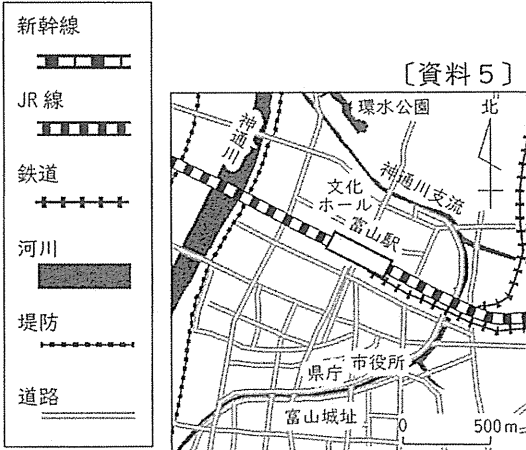 新幹線
JR線
鉄道
河川
堤防
道路
〔資料5〕
環水公園
北
神通川
神通川支流
文化
ホール
富山駅
市役所
県庁
富山城址
0
500m